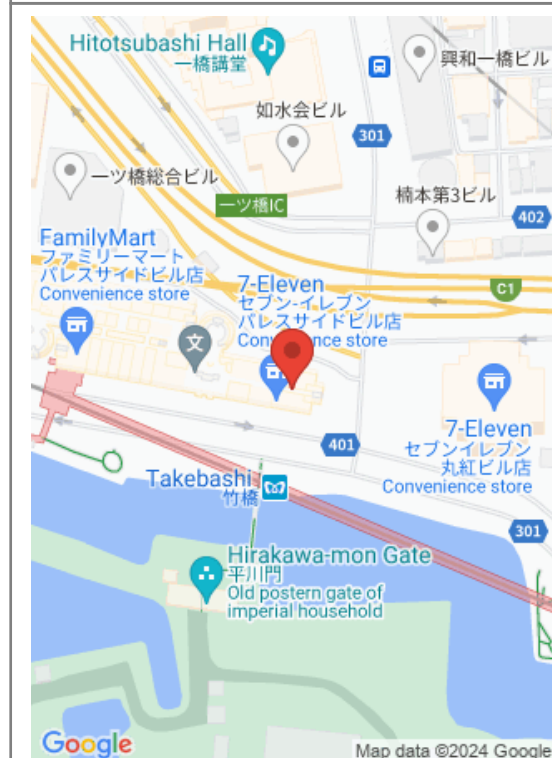 Hitotsubashi Hall
一橋講堂
興和一橋ビル
如水会ビル
301
一ツ橋総合ビル
一ツ橋IC
楠本第3ビル
402
FamilyMart
ファミリーマート
パレスサイドビル店
Convenience store
7-Eleven
セブン-イレブン
パレスサイドビル店
store
C1
文
7-Eleven
セブンイレブン
丸紅ビル店
Convenience store
401
Takebashi
竹橋
301
Hirakawa-mon Gate
平川門
Old postern gate of
imperial household
Google
Map data ©2024 Google